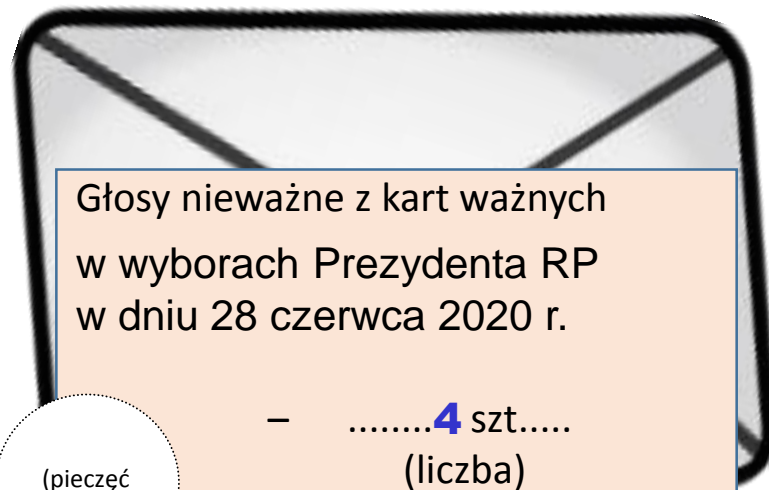 Głosy nieważne z kart ważnych
w wyborach Prezydenta RP
w dniu 28 czerwca 2020 r.
– ........4 szt.....
(liczba)
(pieczęć